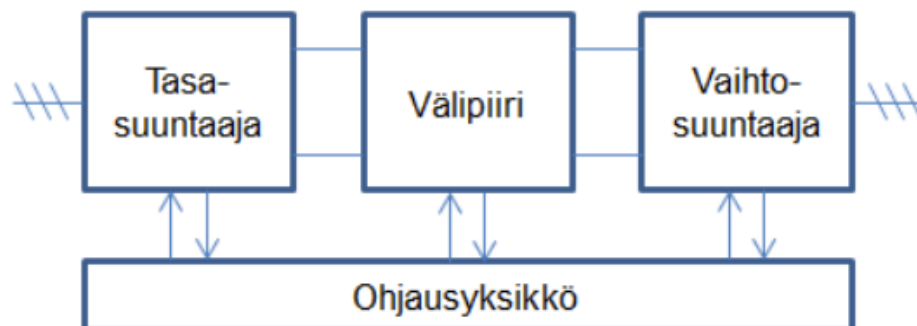 Tasa-
suuntaaja
Välipiiri
Vaihto-
suuntaaja
Ohjausyksikkö